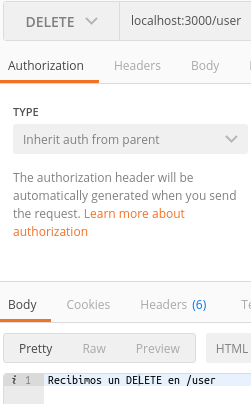 DELETE localhost:3000/user
Authorization Headers Body
TYPE
Inherit auth from parent
The authorization header will be
automatically generated when you send
the request. Learn more about
authorization
Body Cookies Headers (6) Te
Pretty Raw Preview HTML
i 1 Recibimos un DELETE en /user